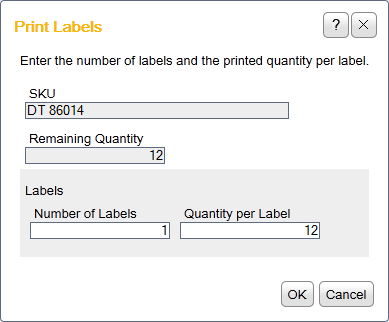 Print Labels
? X
Enter the number of labels and the printed quantity per label.
SKU
DT 86014
Remaining Quantity
12
Labels
Number of Labels Quantity per Label
1 12
OK Cancel